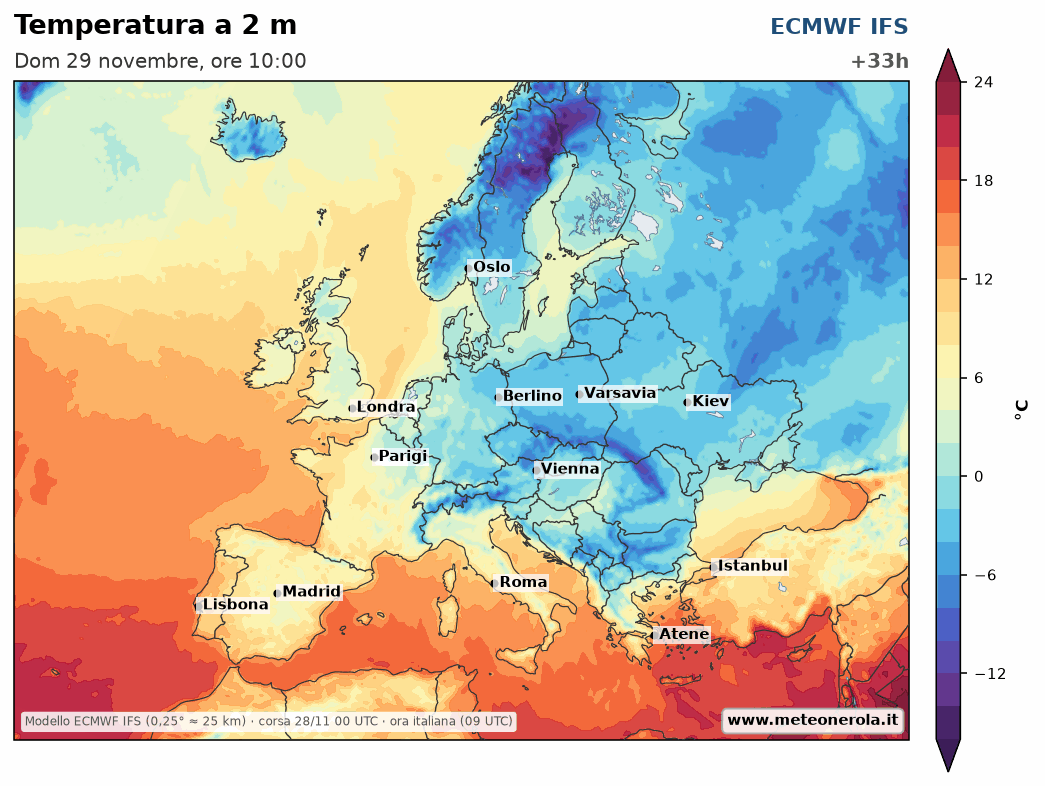 Temperatura a 2 m
ECMWF IFS
Dom 29 novembre, ore 10:00
+33h
24
18
12
6
0
−6
−12
°C
Oslo
Londra
Berlino
Varsavia
Kiev
Parigi
Vienna
Istanbul
Roma
Madrid
Lisbona
Atene
Modello ECMWF IFS (0,25° ≈ 25 km) · corsa 28/11 00 UTC · ora italiana (09 UTC)
www.meteonerola.it